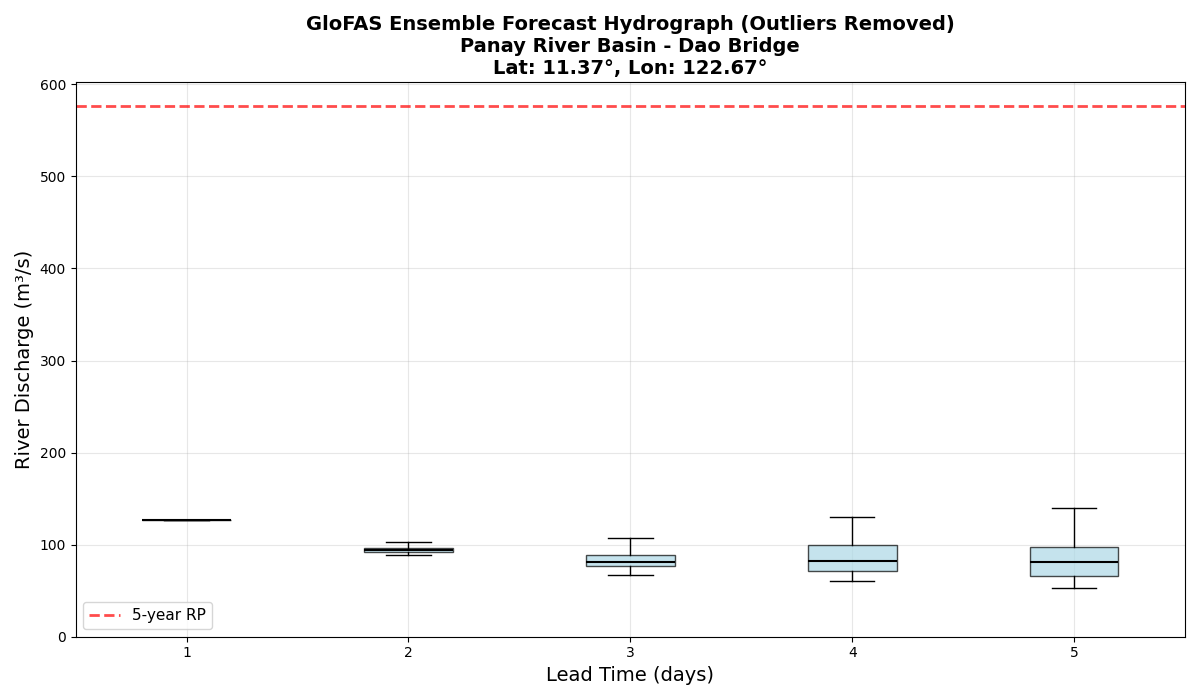 GloFAS Ensemble Forecast Hydrograph (Outliers Removed)
Panay River Basin - Dao Bridge
Lat: 11.37°, Lon: 122.67°
River Discharge (m³/s)
600
500
400
300
200
100
0
5-year RP
1 2 3 4 5
Lead Time (days)